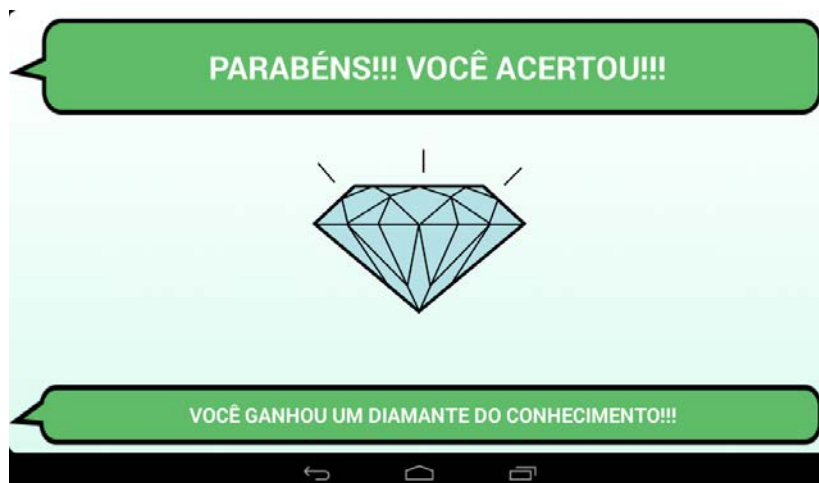 PARABÉNS!!! VOCÊ ACERTOU!!!
VOCÊ GANHOU UM DIAMANTE DO CONHECIMENTO!!!